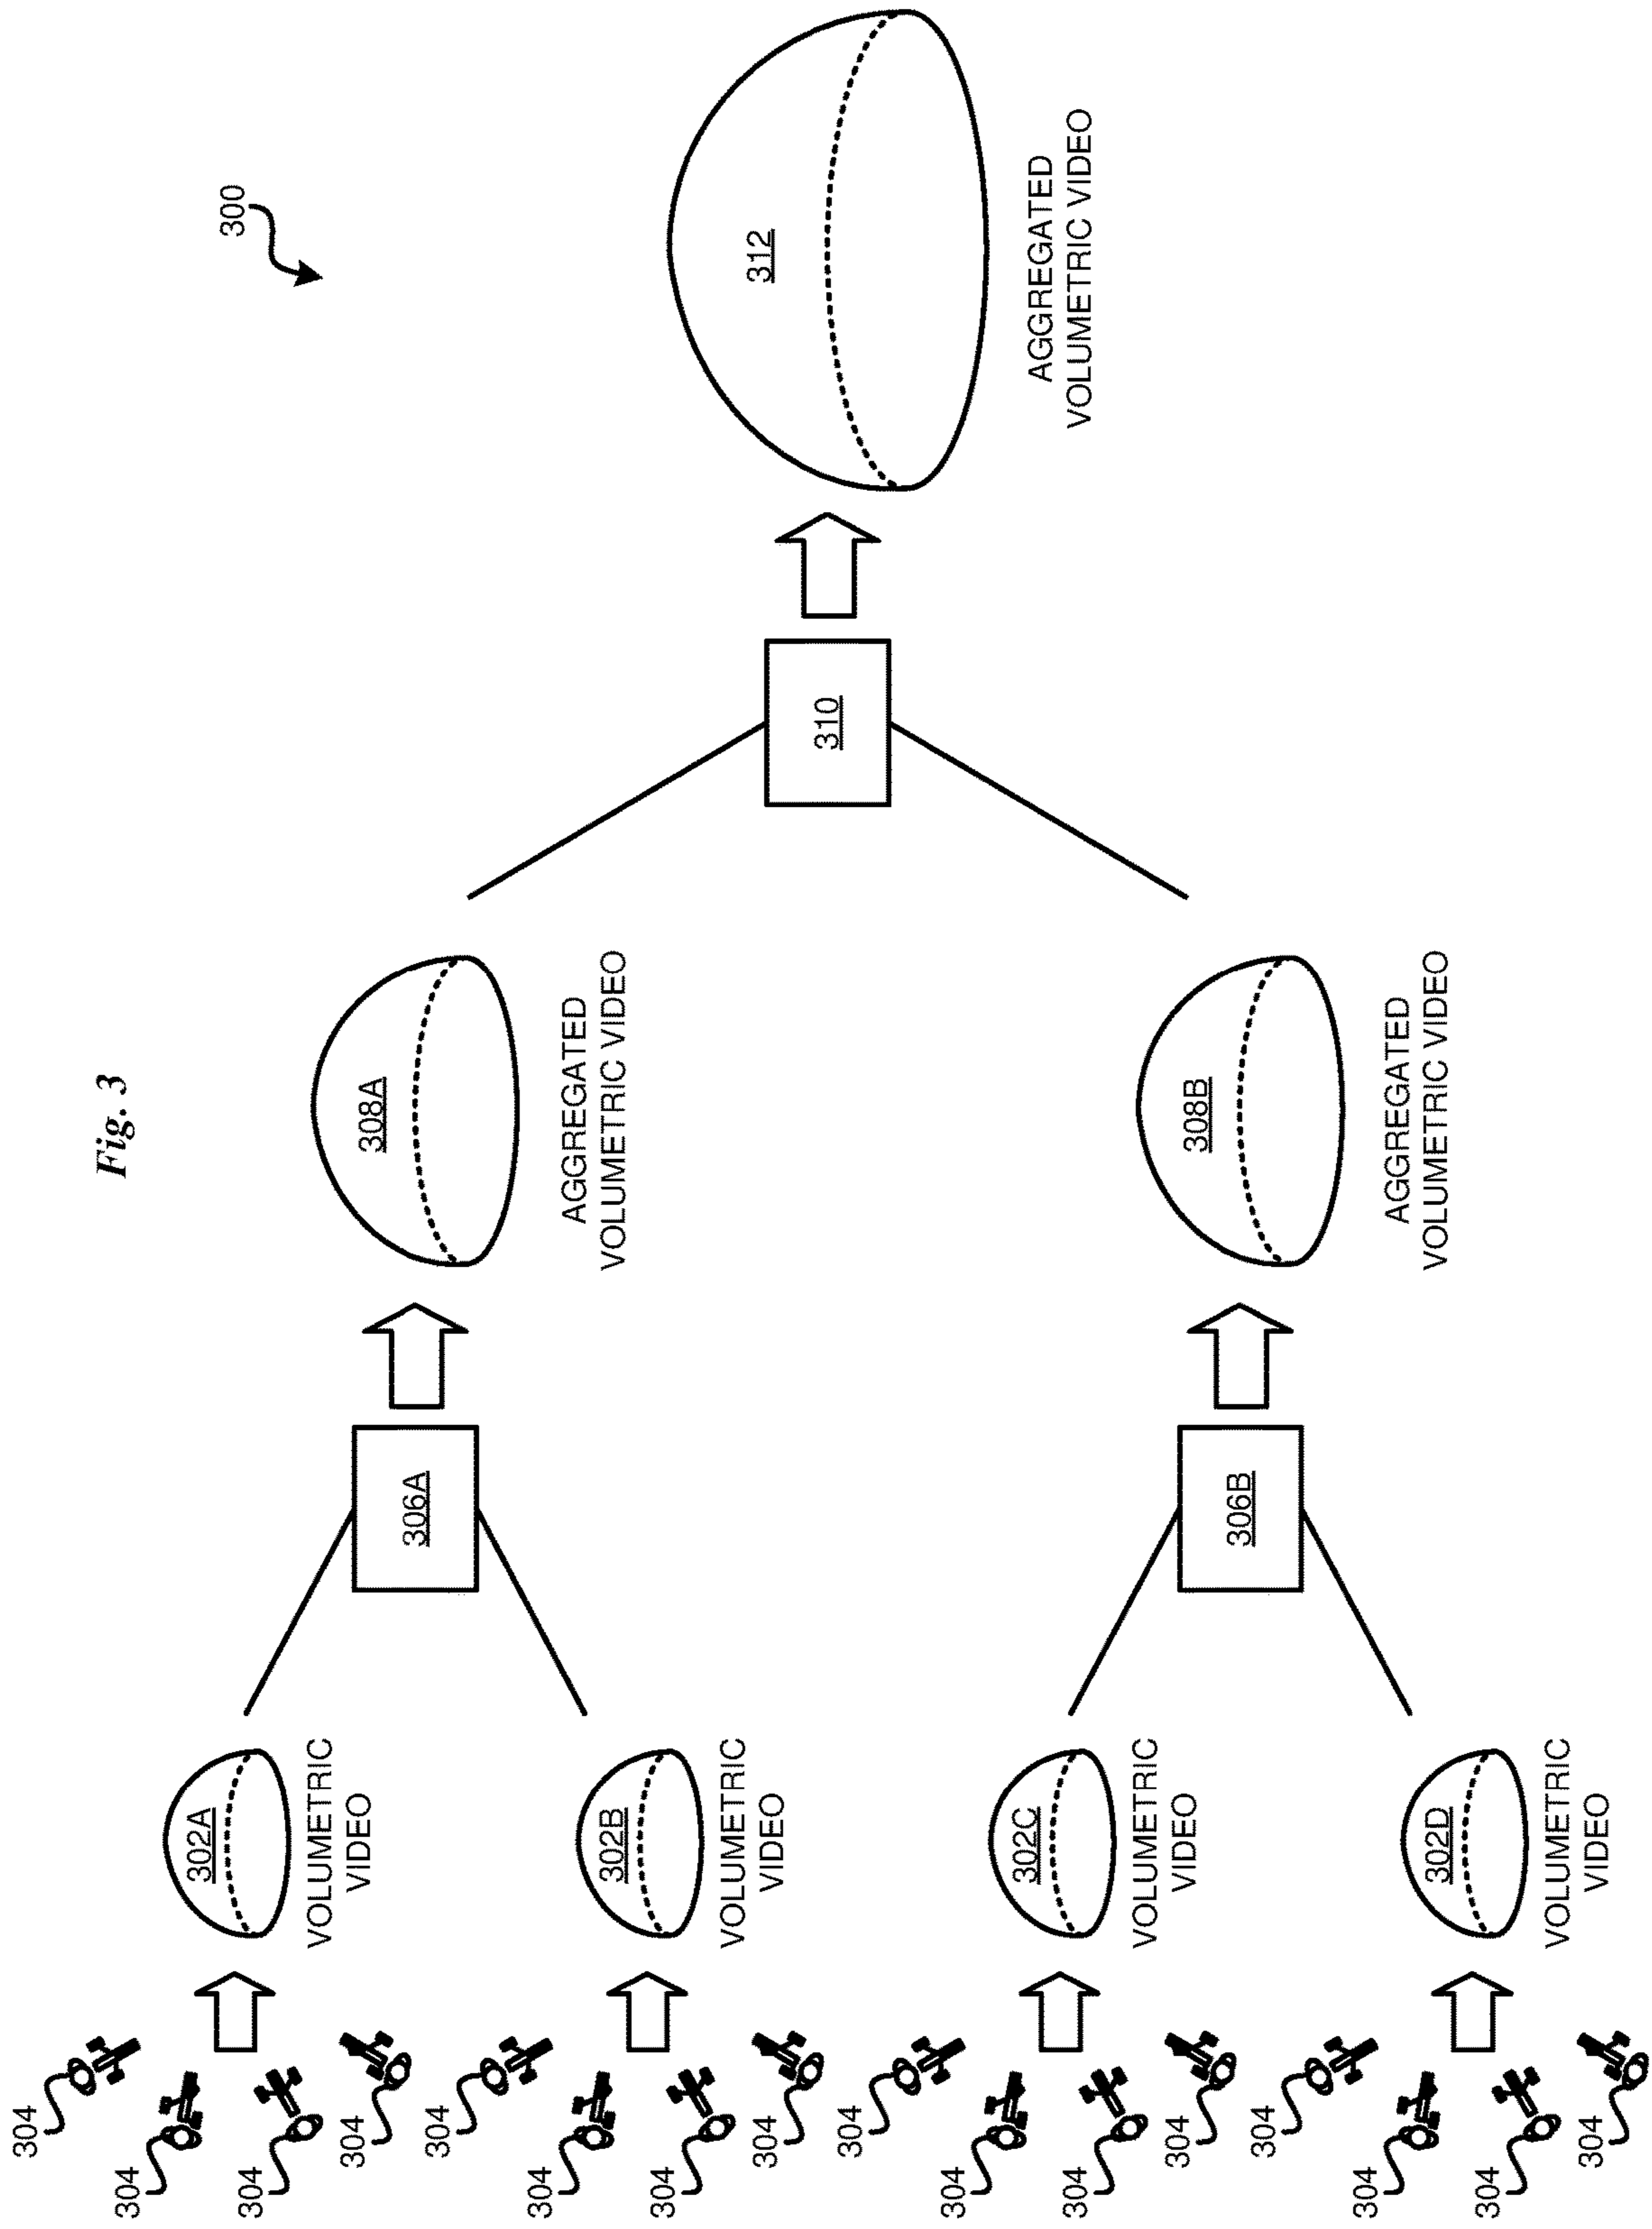 Fig. 3
300
304
304
304
304
302A
VOLUMETRIC
VIDEO
304
304
304
304
302B
VOLUMETRIC
VIDEO
306A
308A
AGGREGATED
VOLUMETRIC VIDEO
304
304
304
304
302C
VOLUMETRIC
VIDEO
304
304
304
304
302D
VOLUMETRIC
VIDEO
306B
308B
AGGREGATED
VOLUMETRIC VIDEO
310
312
AGGREGATED
VOLUMETRIC VIDEO